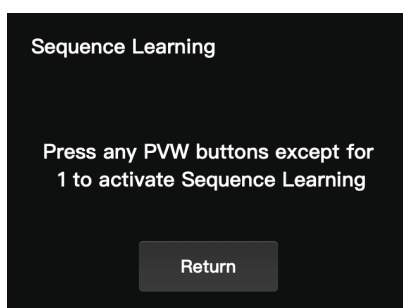 Sequence Learning
Press any PVW buttons except for
1 to activate Sequence Learning
Return